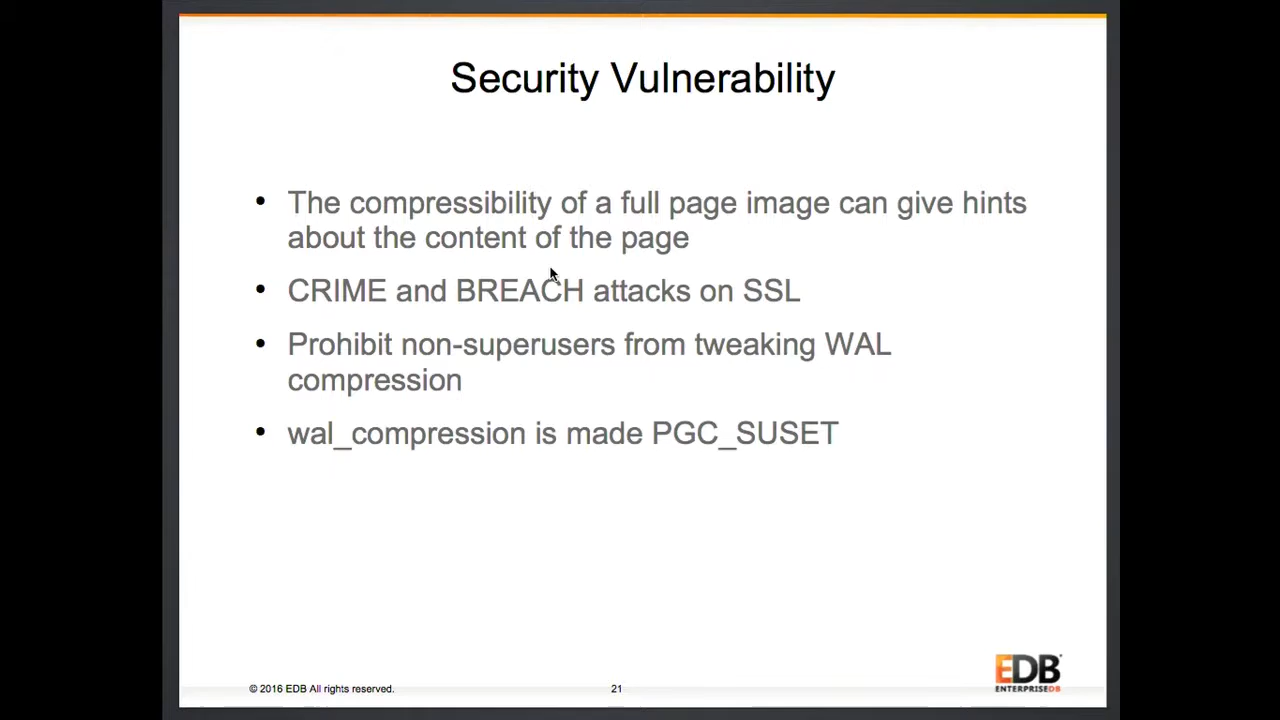 Security Vulnerability
• The compressibility of a full page image can give hints
about the content of the page
• CRIME and BREACH attacks on SSL
• Prohibit non-superusers from tweaking WAL
compression
• wal_compression is made PGC_SUSET
© 2016 EDB All rights reserved.
21
EDB
ENTERPRISEDB